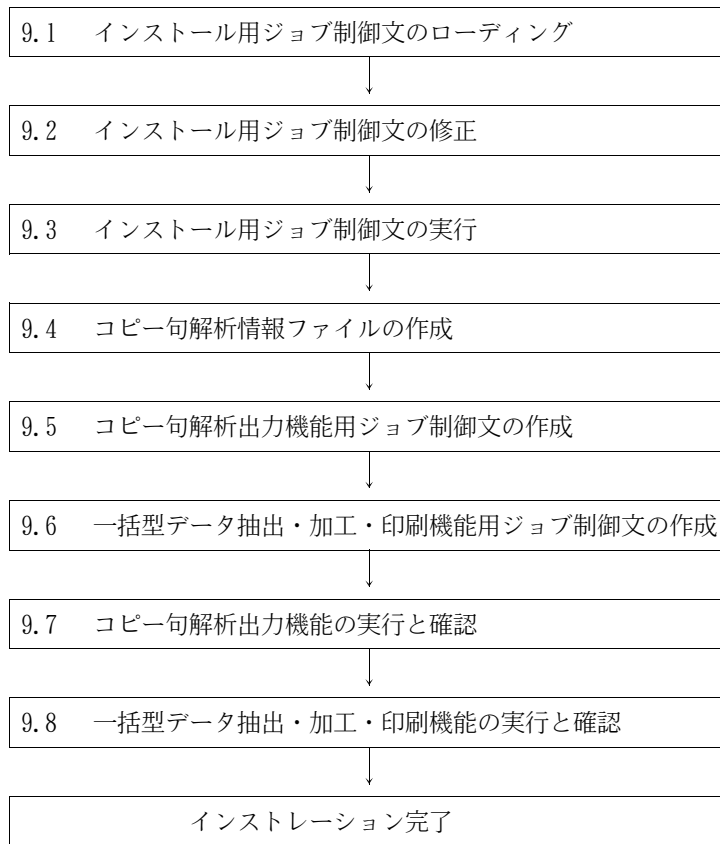 9.1 インストール用ジョブ制御文のローディング
9.2 インストール用ジョブ制御文の修正
9.3 インストール用ジョブ制御文の実行
9.4 コピー句解析情報ファイルの作成
9.5 コピー句解析出力機能用ジョブ制御文の作成
9.6 一括型データ抽出・加工・印刷機能用ジョブ制御文の作成
9.7 コピー句解析出力機能の実行と確認
9.8 一括型データ抽出・加工・印刷機能の実行と確認
インストレーション完了